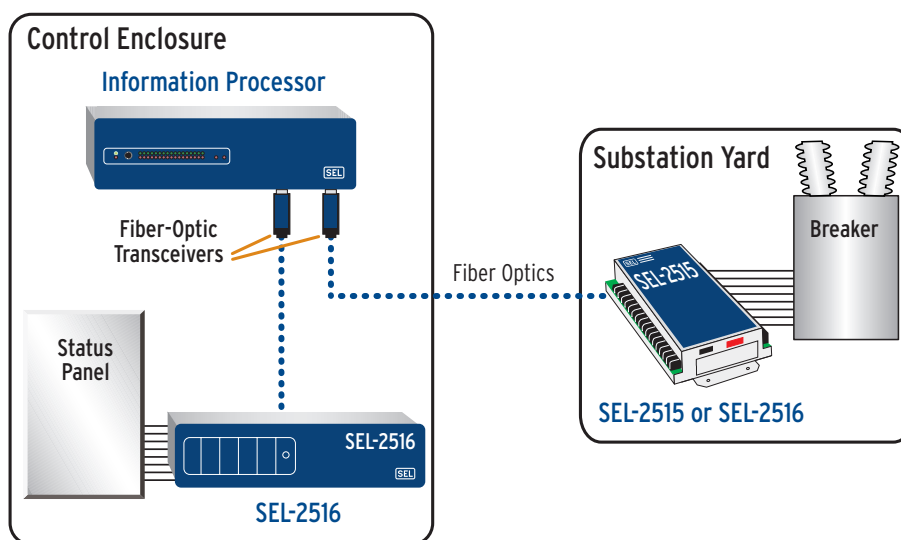 Control Enclosure
Information Processor
SEL
Fiber-Optic
Transceivers
Status
Panel
SEL-2516
SEL
SEL-2516
Fiber Optics
Substation Yard
Breaker
SEL
SEL-2515
SEL-2515 or SEL-2516